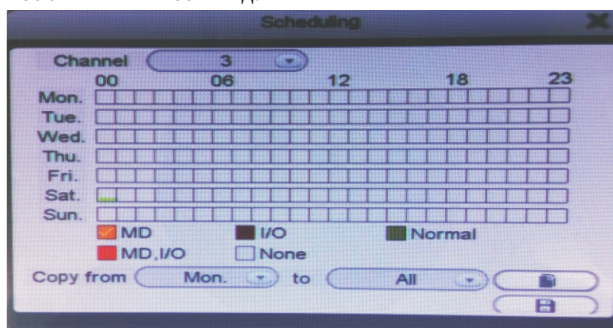 Scheduling
Channel 3
00 06 12 18 23
Mon.
Tue.
Wed.
Thu.
Fri.
Sat.
Sun.
MD I/O Normal
MD,I/O None
Copy from Mon. to All